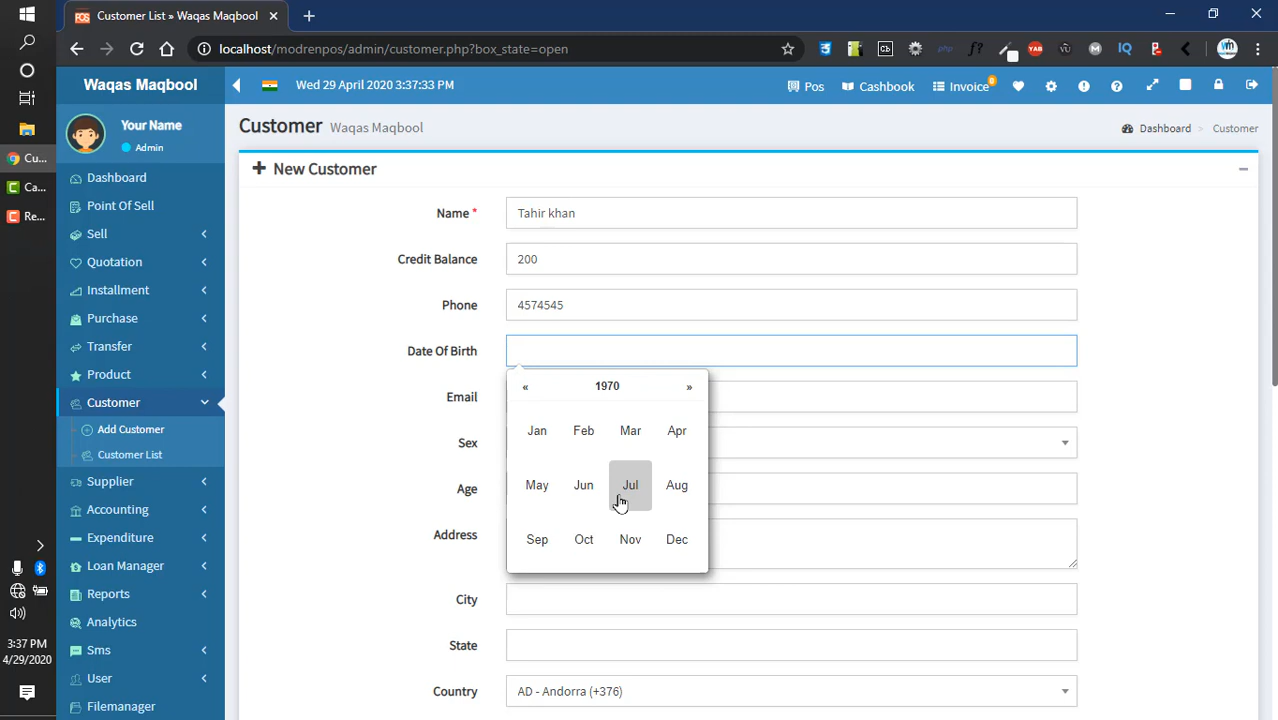 Customer List » Waqas Maqbool
localhost/modrenpos/admin/customer.php?box_state=open
Waqas Maqbool
Wed 29 April 2020 3:37:33 PM
Pos
Cashbook
Invoice
0
Your Name
Admin
Customer Waqas Maqbool
Dashboard > Customer
Cu...
Ca...
Re...
Dashboard
Point Of Sell
Sell
Quotation
Installment
Purchase
Transfer
Product
Customer
Add Customer
Customer List
Supplier
Accounting
Expenditure
Loan Manager
Reports
Analytics
Sms
User
Filemanager
New Customer
Name * Tahir khan
Credit Balance 200
Phone 4574545
Date Of Birth
« 1970 »
Jan Feb Mar Apr
May Jun Jul Aug
Sep Oct Nov Dec
Email
Sex
Age
Address
City
State
Country AD - Andorra (+376)
3:37 PM
4/29/2020